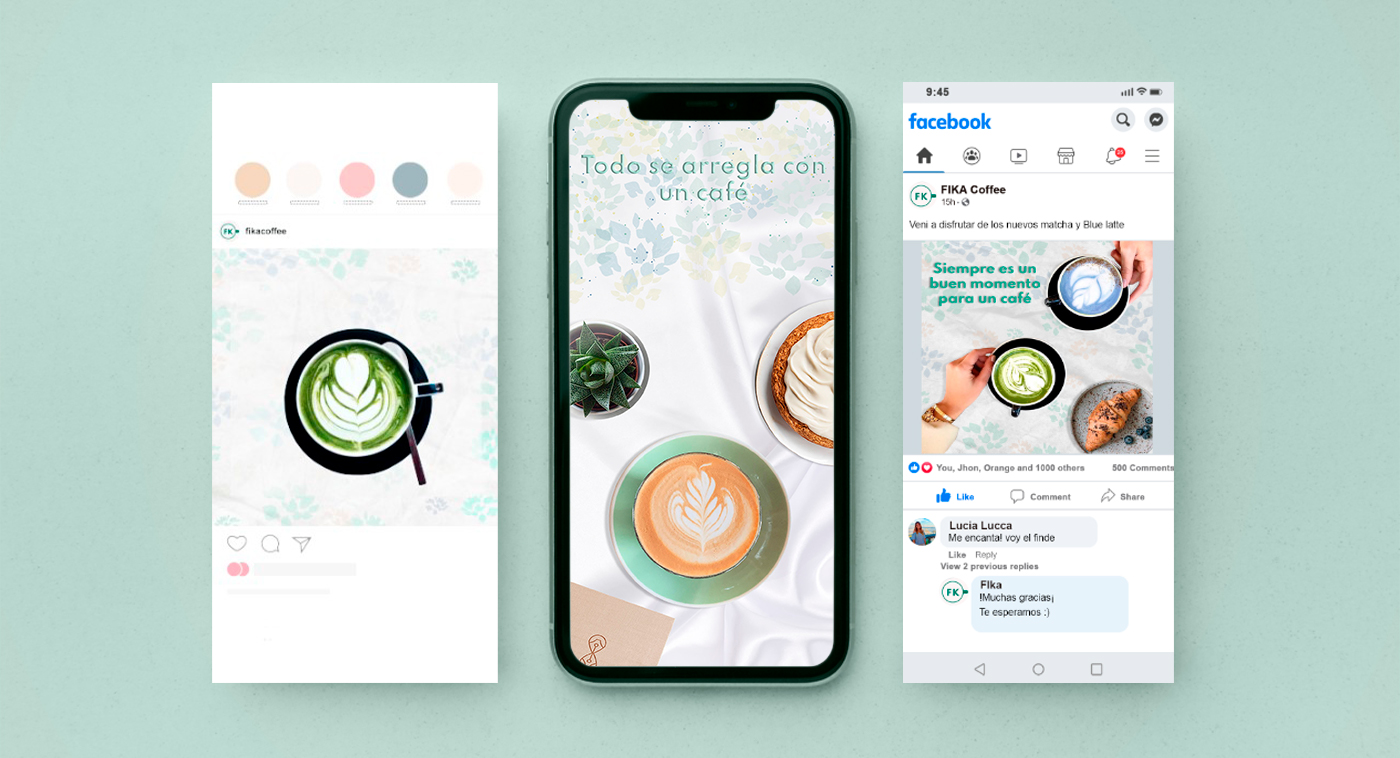 FK
fikacoffee
Todo se arregla con
un café
9:45
facebook
FK
FIKA Coffee
15h
Veni a disfrutar de los nuevos matcha y Blue latte
Siempre es un
buen momento
para un café
You, Jhon, Orange and 1000 others
500 Comments
Like
Comment
Share
Lucia Lucca
Me encanta! voy el finde
Like Reply
View 2 previous replies
FK
Fika
!Muchas gracias¡
Te esperamos :)